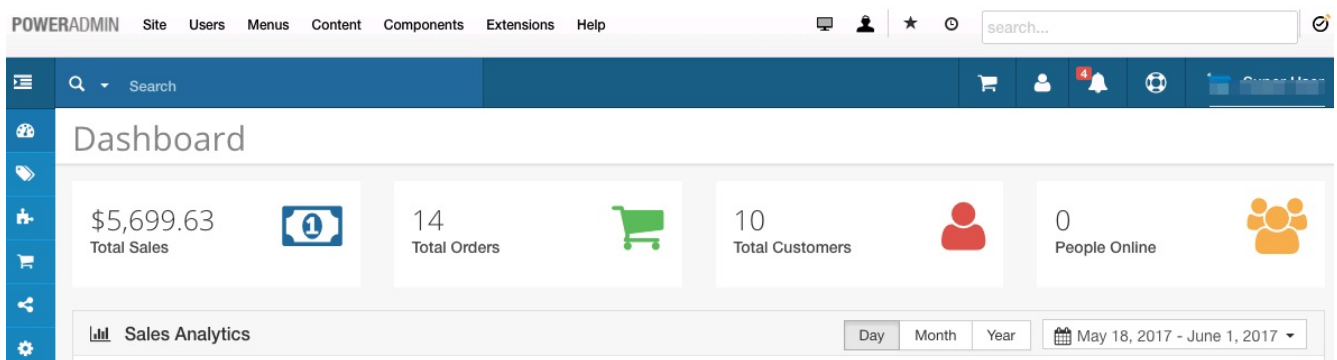 POWERADMIN Site Users Menus Content Components Extensions Help search...
Search 4
Dashboard
$5,699.63 14 10 0
Total Sales Total Orders Total Customers People Online
Sales Analytics Day Month Year May 18, 2017 - June 1, 2017